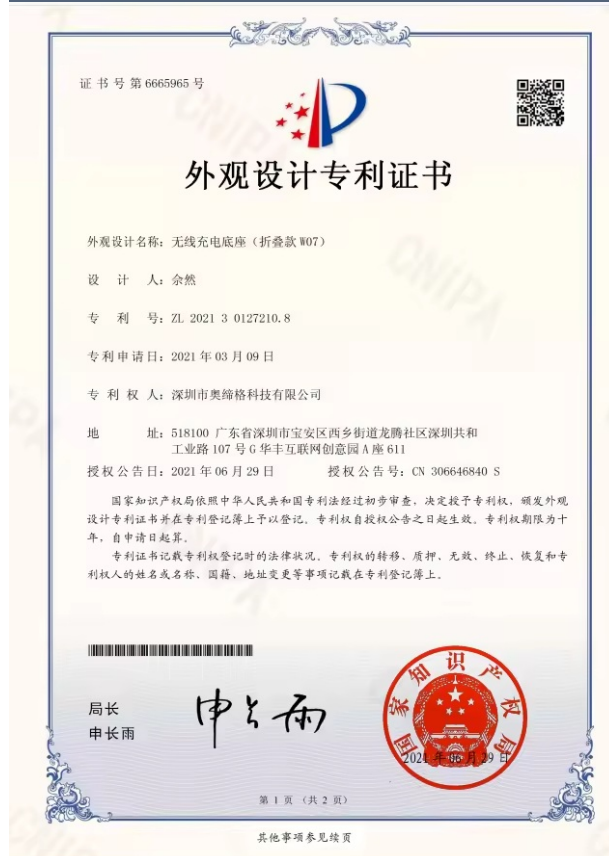 证书号第6665965号
外观设计专利证书
外观设计名称：无线充电底座（折叠款W07）
设计人：佘然
专利号：ZL 2021 3 0127210.8
专利申请日：2021年03月09日
专利权人：深圳市奥缔格科技有限公司
地址：518100 广东省深圳市宝安区西乡街道龙腾社区深圳共和
工业路107号G华丰互联网创意园A座611
授权公告日：2021年06月29日 授权公告号：CN 306646840 S
国家知识产权局依照中华人民共和国专利法经过初步审查，决定授予专利权，颁发外观
设计专利证书并在专利登记簿上予以登记。专利权自授权公告之日起生效。专利权期限为十
年，自申请日起算。
专利证书记载专利权登记时的法律状况。专利权的转移、质押、无效、终止、恢复和专
利权人的姓名或名称、国籍、地址变更等事项记载在专利登记簿上。
局长
申长雨
申长雨
国家知识产权局
2021年06月29日
第1页（共2页）
其他事项参见续页
CNIPA
CNIPA